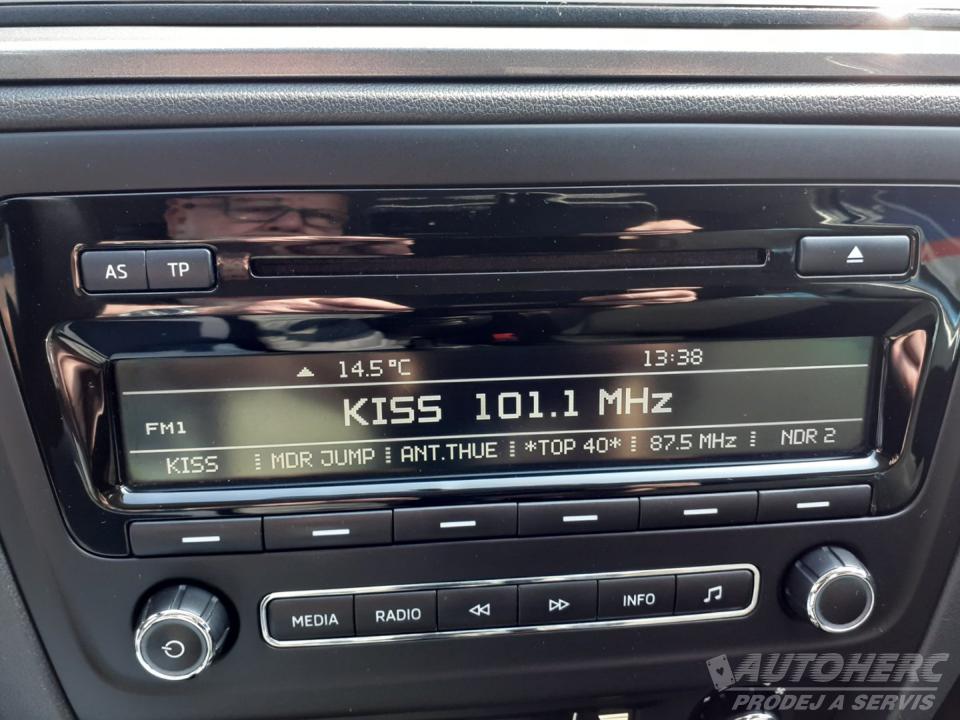 AS TP
14.5°C 13:38
KISS 101.1 MHz
FM1
KISS MDR JUMP ANT.THUE *TOP 40* 87.5 MHz NDR 2
MEDIA RADIO INFO
AUTOHERC
PRODEJ A SERVIS